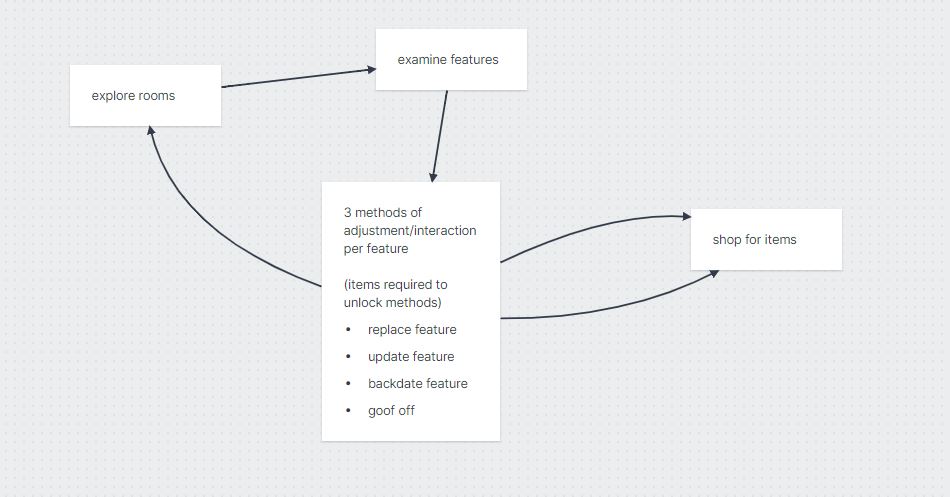 explore rooms
examine features
3 methods of
adjustment/interaction
per feature
(items required to
unlock methods)
• replace feature
• update feature
• backdate feature
• goof off
shop for items